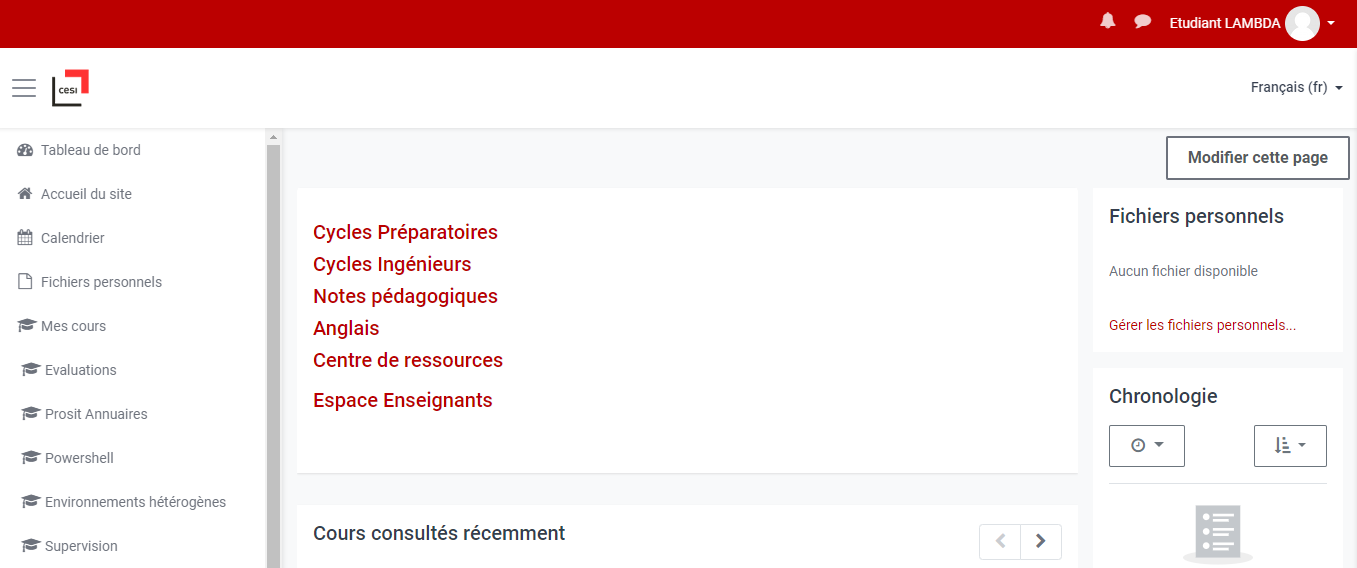 Etudiant LAMBDA
cesi
Français (fr)
Tableau de bord
Accueil du site
Calendrier
Fichiers personnels
Mes cours
Evaluations
Prosit Annuaires
Powershell
Environnements hétérogènes
Supervision
Modifier cette page
Cycles Préparatoires
Cycles Ingénieurs
Notes pédagogiques
Anglais
Centre de ressources
Espace Enseignants
Cours consultés récemment
Fichiers personnels
Aucun fichier disponible
Gérer les fichiers personnels...
Chronologie